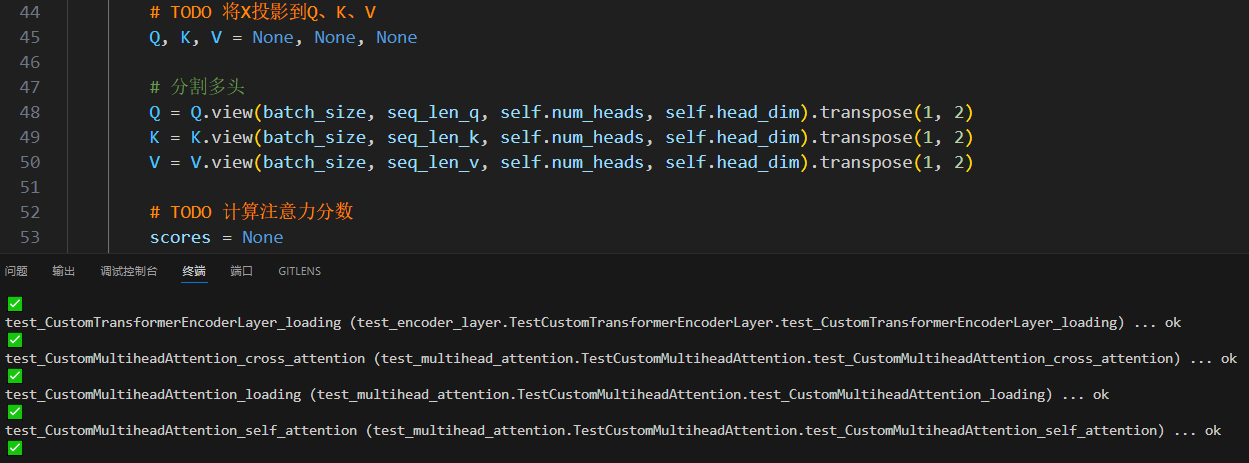 44 # TODO 将X投影到Q、K、V
45 Q, K, V = None, None, None
46
47 # 分割多头
48 Q = Q.view(batch_size, seq_len_q, self.num_heads, self.head_dim).transpose(1, 2)
49 K = K.view(batch_size, seq_len_k, self.num_heads, self.head_dim).transpose(1, 2)
50 V = V.view(batch_size, seq_len_v, self.num_heads, self.head_dim).transpose(1, 2)
51
52 # TODO 计算注意力分数
53 scores = None
问题 输出 调试控制台 终端 端口 GITLENS
✅
test_CustomTransformerEncoderLayer_loading (test_encoder_layer.TestCustomTransformerEncoderLayer.test_CustomTransformerEncoderLayer_loading) ... ok
✅
test_CustomMultiheadAttention_cross_attention (test_multihead_attention.TestCustomMultiheadAttention.test_CustomMultiheadAttention_cross_attention) ... ok
✅
test_CustomMultiheadAttention_loading (test_multihead_attention.TestCustomMultiheadAttention.test_CustomMultiheadAttention_loading) ... ok
✅
test_CustomMultiheadAttention_self_attention (test_multihead_attention.TestCustomMultiheadAttention.test_CustomMultiheadAttention_self_attention) ... ok
✅